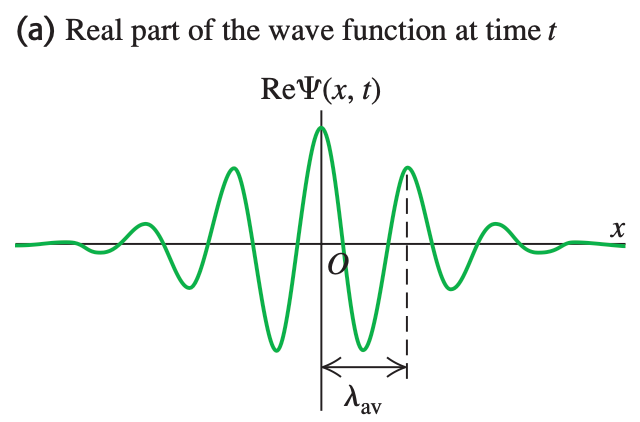 (a) Real part of the wave function at time t
ReΨ(x, t)
x
O
λav